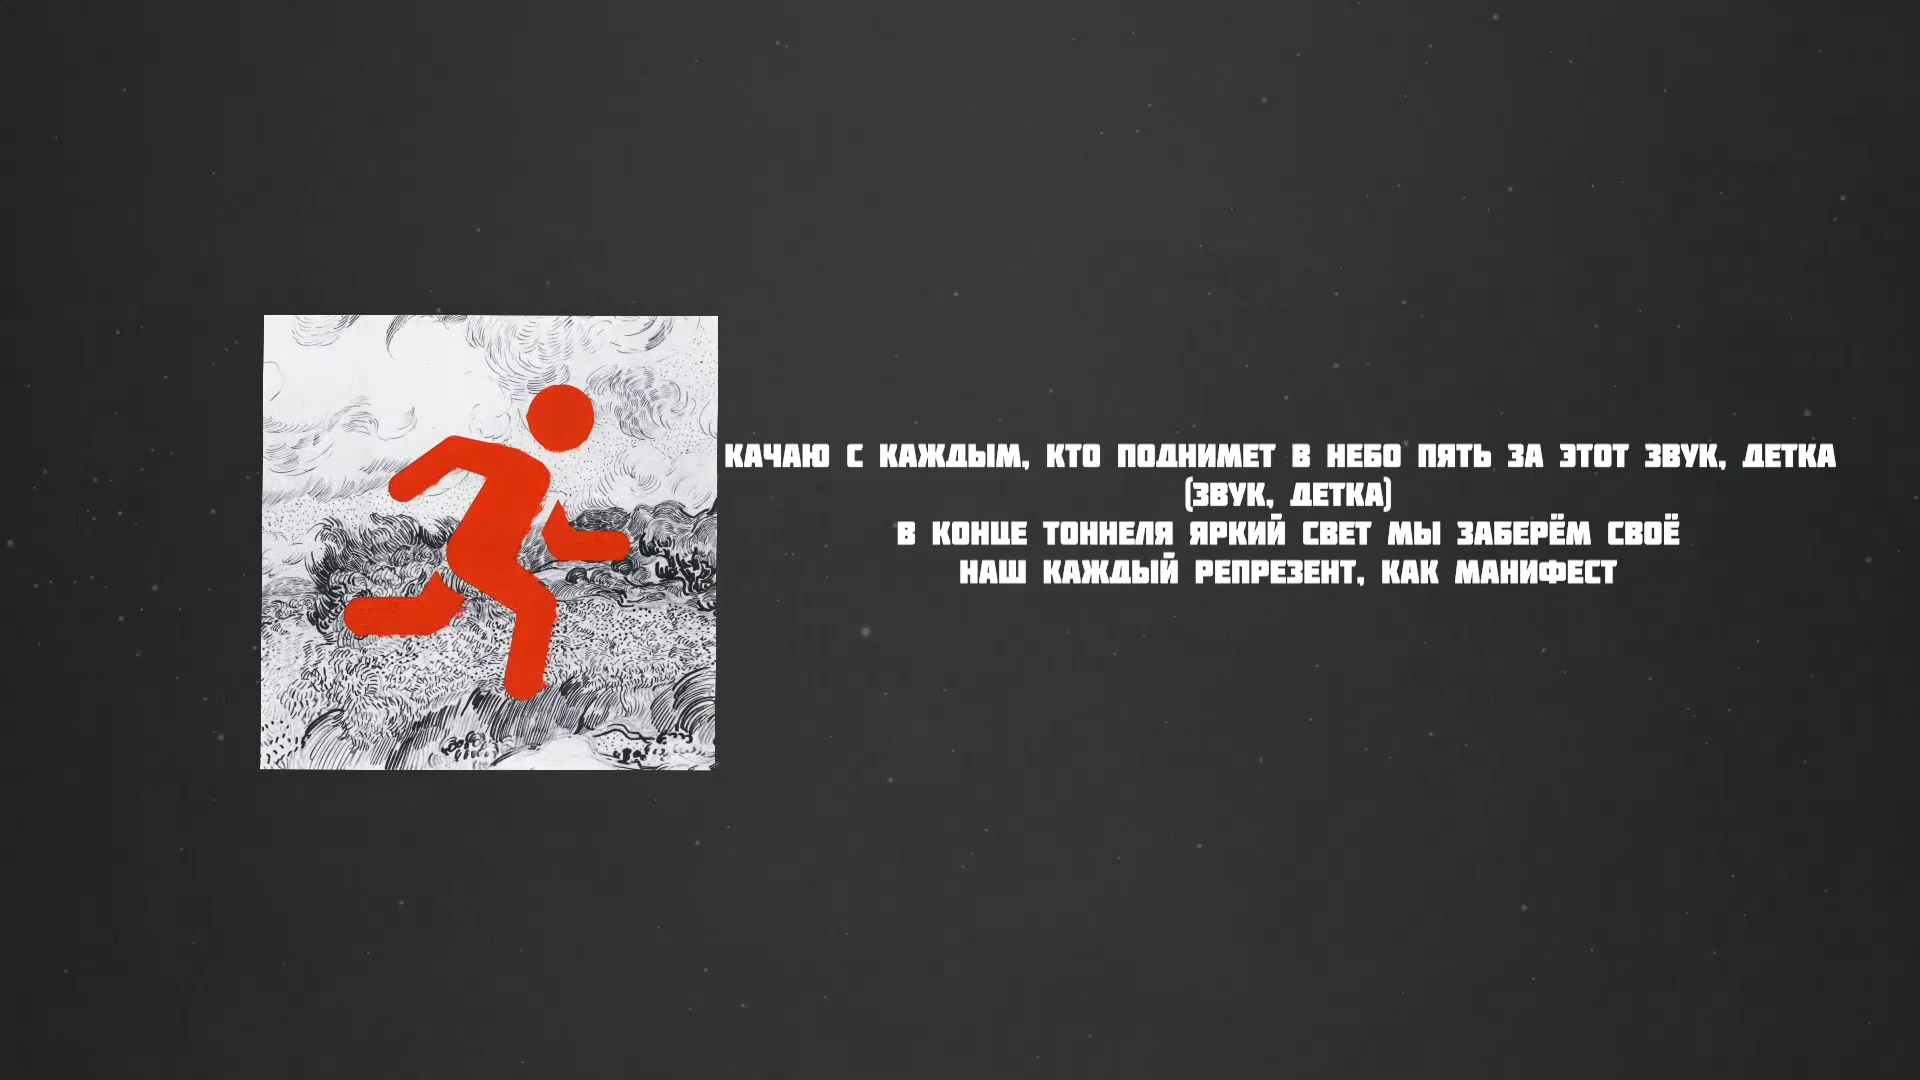 КАЧАЮ С КАЖДЫМ, КТО ПОДНИМЕТ В НЕБО ПЯТЬ ЗА ЭТОТ ЗВУК, ДЕТКА
(ЗВУК, ДЕТКА)
В КОНЦЕ ТОННЕЛЯ ЯРКИЙ СВЕТ МЫ ЗАБЕРЁМ СВОЁ
НАШ КАЖДЫЙ РЕПРЕЗЕНТ, КАК МАНИФЕСТ